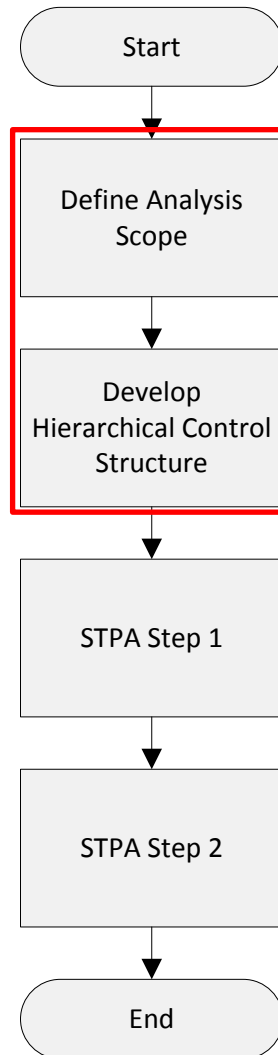 Start
Define Analysis
Scope
Develop
Hierarchical Control
Structure
STPA Step 1
STPA Step 2
End